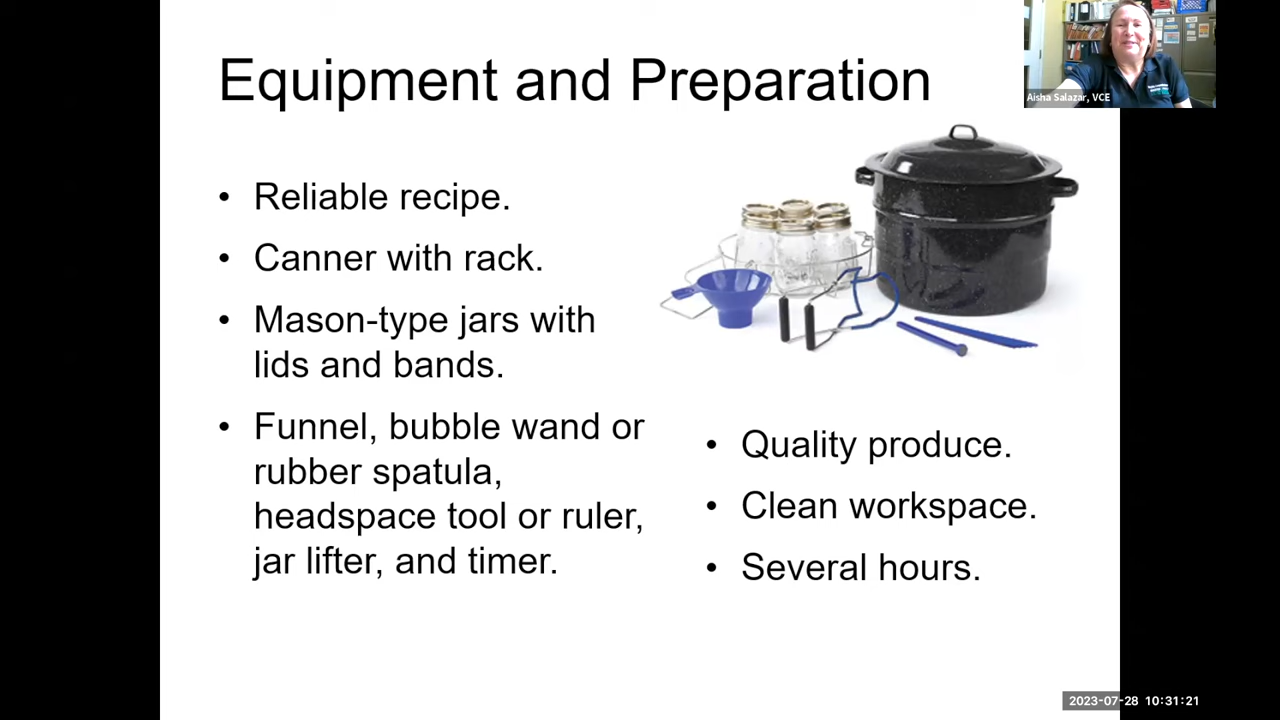 Equipment and Preparation
Aisha Salazar, VCE
• Reliable recipe.
• Canner with rack.
• Mason-type jars with
lids and bands.
• Funnel, bubble wand or
rubber spatula,
headspace tool or ruler,
jar lifter, and timer.
• Quality produce.
• Clean workspace.
• Several hours.
2023-07-28 10:31:21